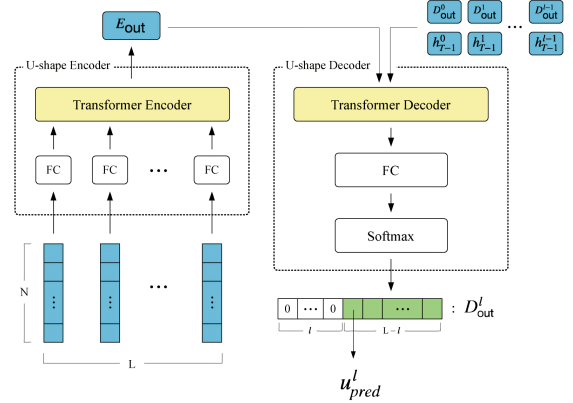 E_out
D^0_out D^1_out ... D^{l-1}_out
h^0_{T-1} h^1_{T-1} h^{l-1}_{T-1}
U-shape Encoder
U-shape Decoder
Transformer Encoder
Transformer Decoder
FC FC ... FC
FC
Softmax
N
...
0 ... 0 ... : D^l_out
l L-l
L
u^l_pred